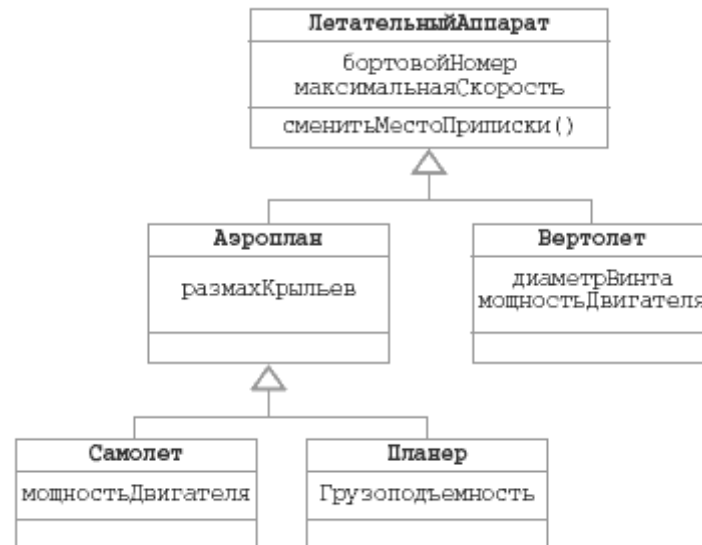 ЛетательныйАппарат
бортовойНомер
максимальнаяСкорость
сменитьМестоПриписки()
Аэроплан
размахКрыльев
Вертолет
диаметрВинта
мощностьДвигателя
Самолет
мощностьДвигателя
Планер
Грузоподъемность